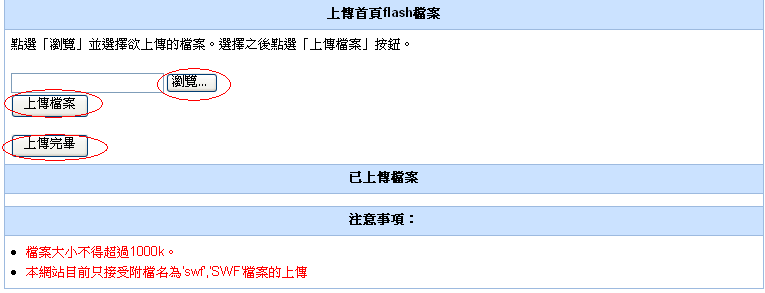 上傳首頁flash檔案
點選「瀏覽」並選擇欲上傳的檔案。選擇之後點選「上傳檔案」按鈕。
瀏覽...
上傳檔案
上傳完畢
已上傳檔案
注意事項：
檔案大小不得超過1000k。
本網站目前只接受附檔名為'swf','SWF'檔案的上傳